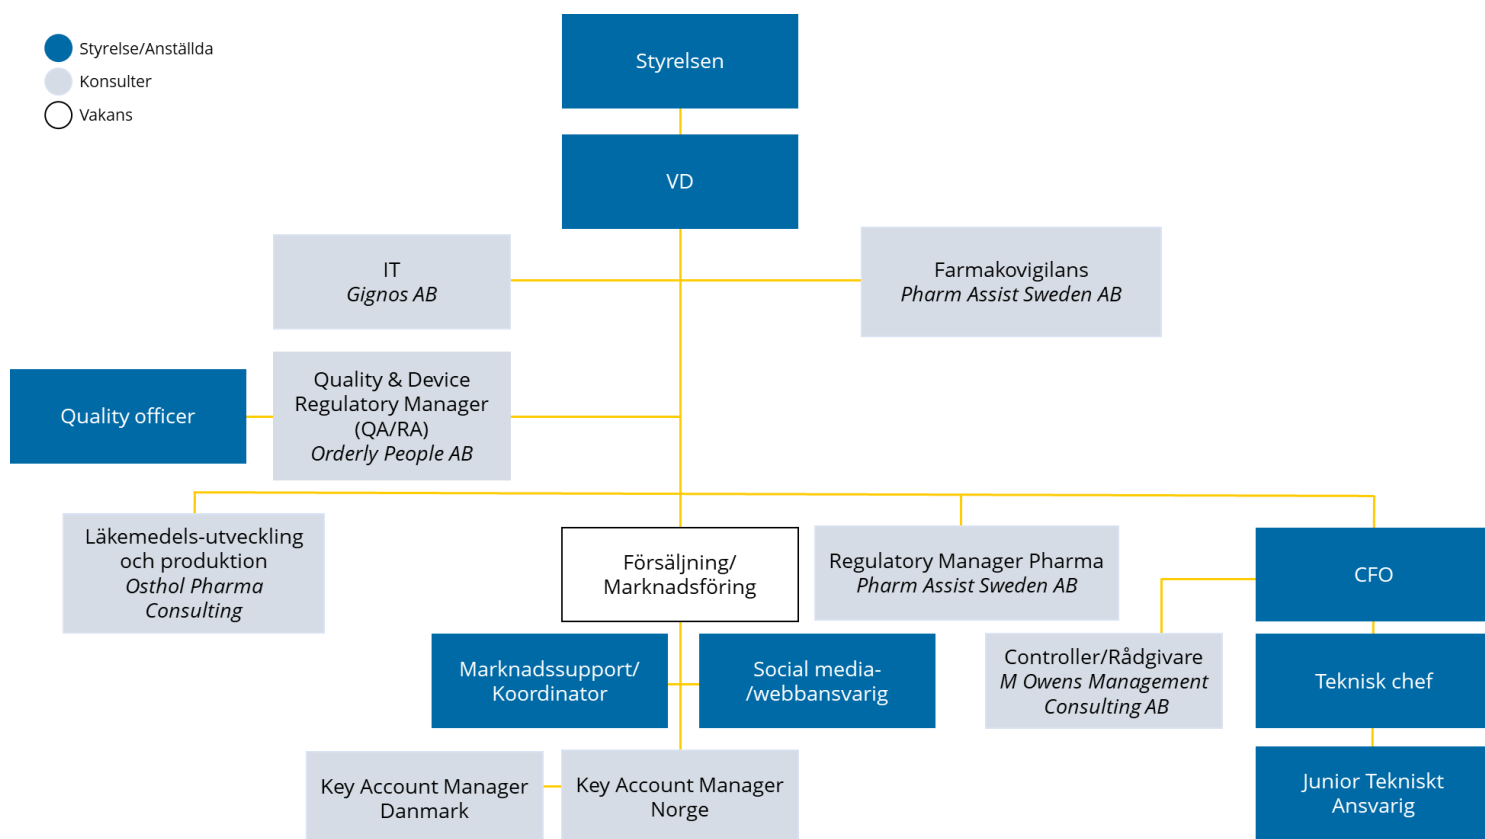 Styrelse/Anställda
Konsulter
Vakans
Styrelsen
VD
IT
Gignos AB
Farmakovigilans
Pharm Assist Sweden AB
Quality officer
Quality & Device
Regulatory Manager
(QA/RA)
Orderly People AB
Läkemedels-utveckling
och produktion
Osthol Pharma
Consulting
Försäljning/
Marknadsföring
Regulatory Manager Pharma
Pharm Assist Sweden AB
CFO
Marknadssupport/
Koordinator
Social media-
/webbansvarig
Controller/Rådgivare
M Owens Management
Consulting AB
Teknisk chef
Key Account Manager
Danmark
Key Account Manager
Norge
Junior Tekniskt
Ansvarig